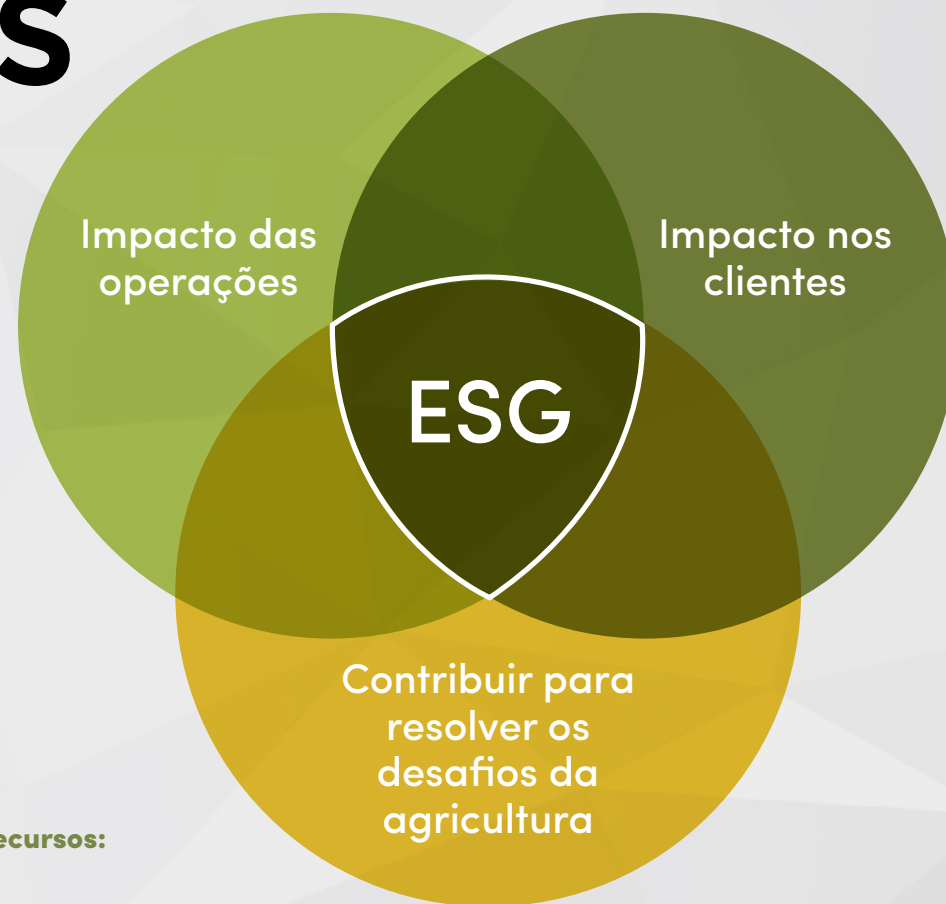 s
Impacto das
operações
Impacto nos
clientes
ESG
Contribuir para
resolver os
desafios da
agricultura
ecursos: